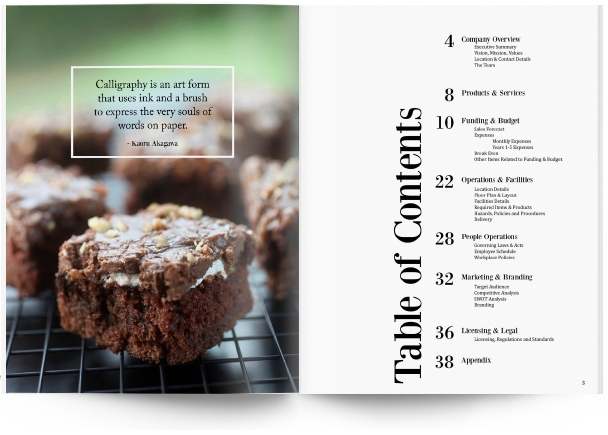 Calligraphy is an art form
that uses ink and a brush
to express the very souls of
words on paper.
- Kaoru Akagawa
Table of Contents
4 Company Overview
Executive Summary
Vision, Mission, Values
Location & Contact Details
The Team
8 Products & Services
10 Funding & Budget
Sales Forecast
Expenses
Monthly Expenses
Years 1-5 Expenses
Break Even
Other Items Related to Funding & Budget
22 Operations & Facilities
Location Details
Floor Plan & Layout
Facilities Details
Required Items & Products
Hazards, Policies and Procedures
Delivery
28 People Operations
Governing Laws & Acts
Employee Schedule
Workplace Policies
32 Marketing & Branding
Target Audience
Competitive Analysis
SWOT Analysis
Branding
36 Licensing & Legal
Licensing, Regulations and Standards
38 Appendix
3